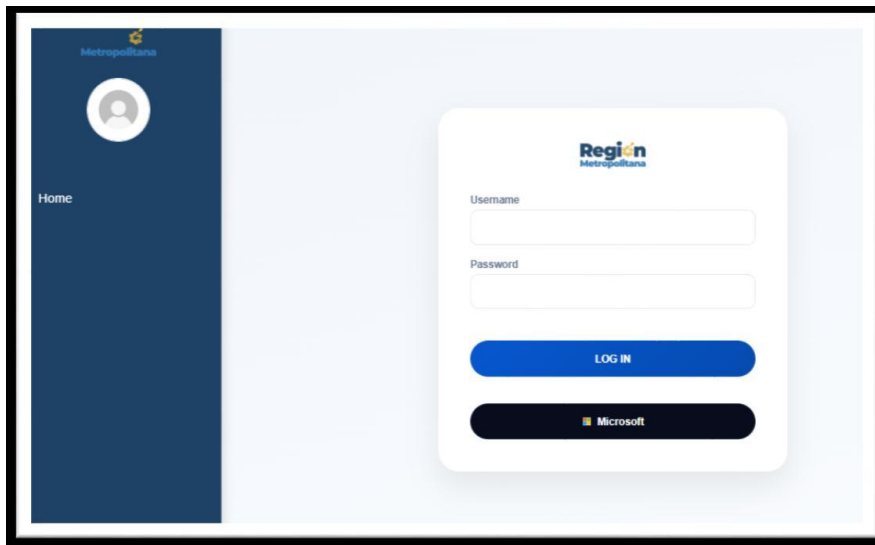 Metropolitana
Home
Región
Metropolitana
Username
Password
LOG IN
Microsoft